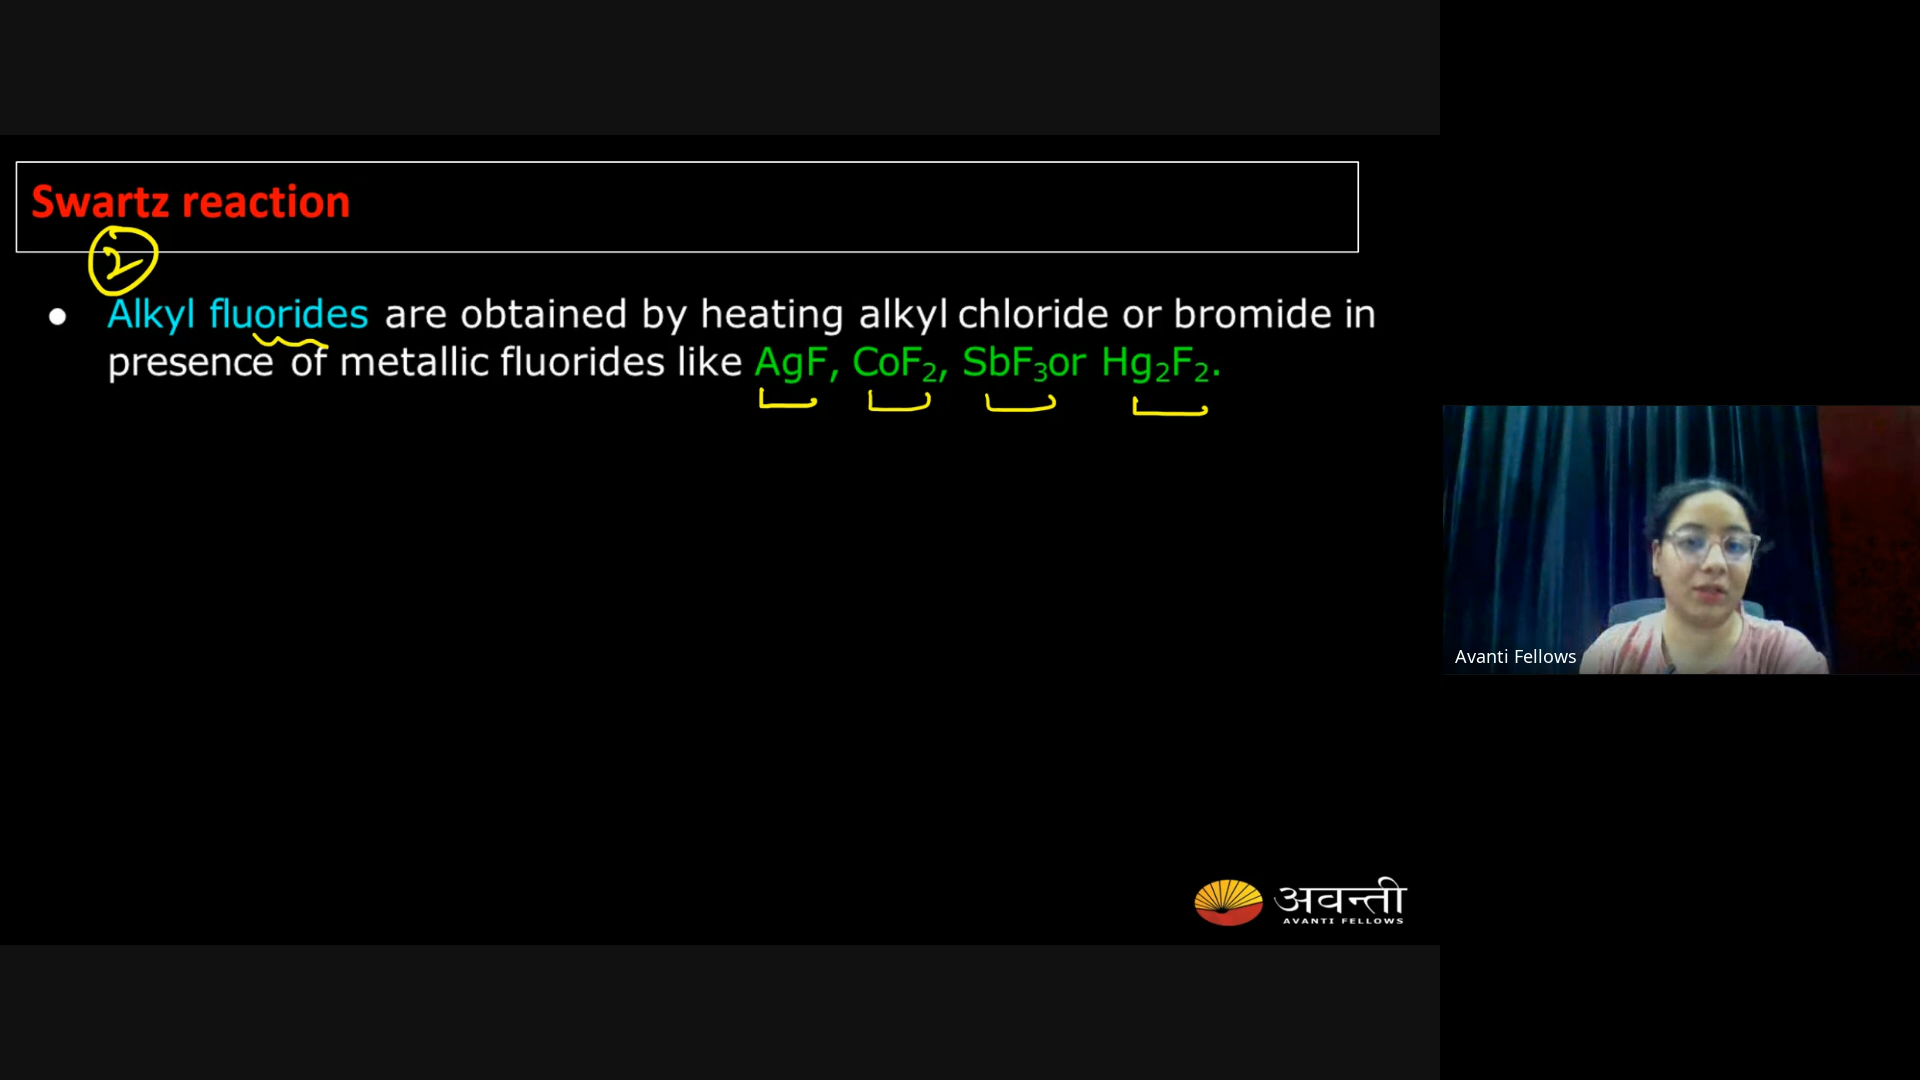 Swartz reaction
2
● Alkyl fluorides are obtained by heating alkyl chloride or bromide in
presence of metallic fluorides like AgF, CoF₂, SbF₃or Hg₂F₂.
Avanti Fellows
अवन्ती
AVANTI FELLOWS